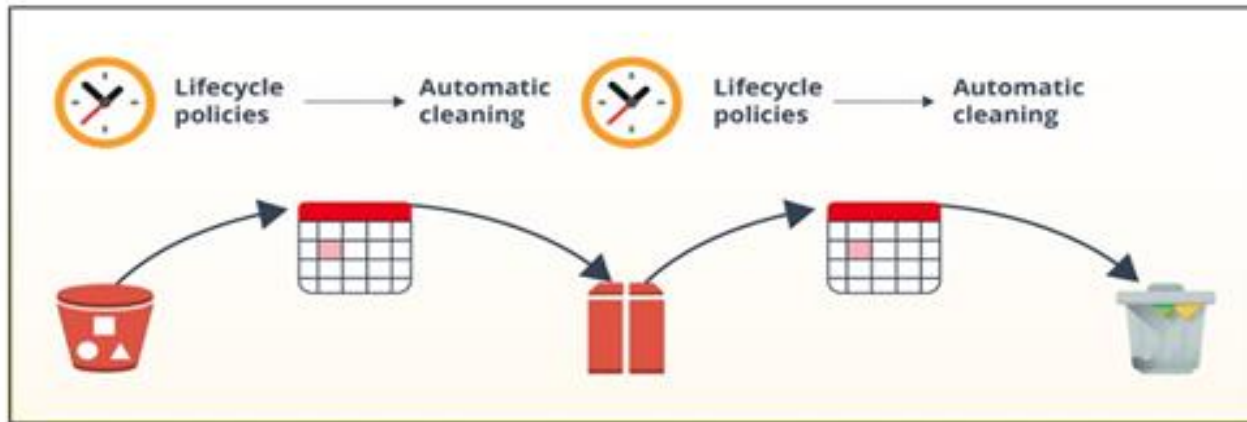 Lifecycle
policies
Automatic
cleaning
Lifecycle
policies
Automatic
cleaning